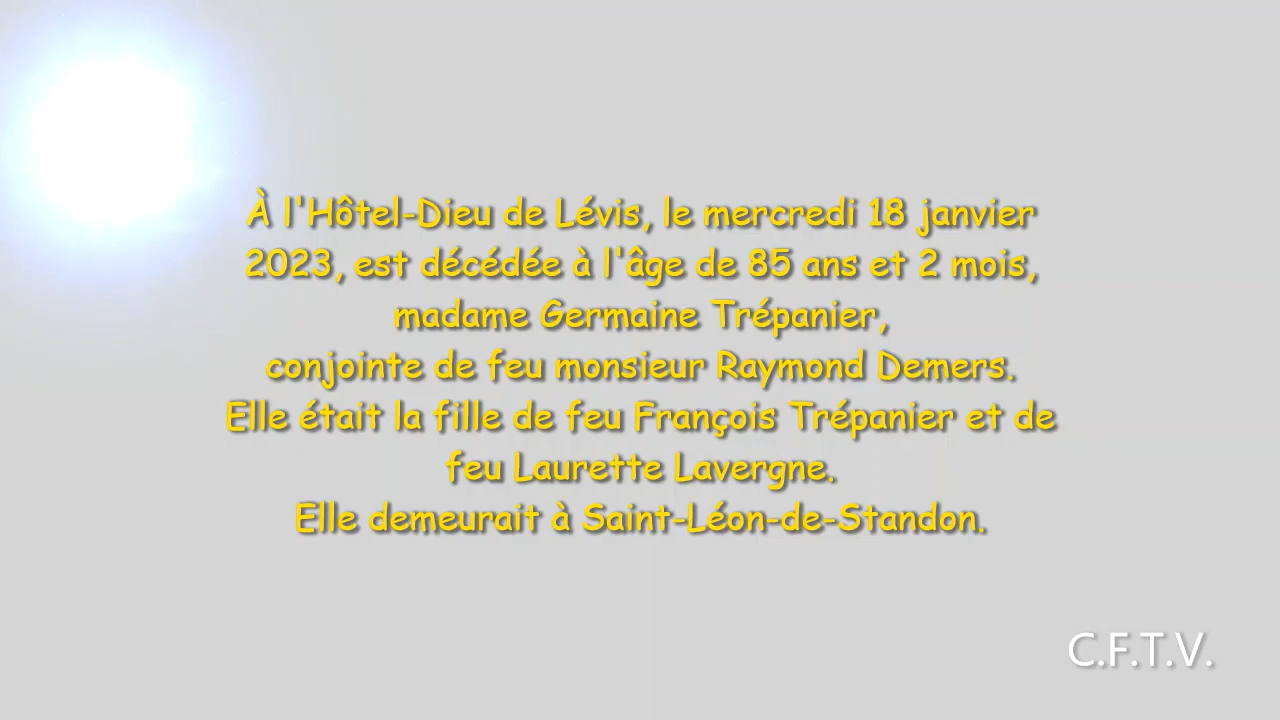 À l'Hôtel-Dieu de Lévis, le mercredi 18 janvier
2023, est décédée à l'âge de 85 ans et 2 mois,
madame Germaine Trépanier,
conjointe de feu monsieur Raymond Demers.
Elle était la fille de feu François Trépanier et de
feu Laurette Lavergne.
Elle demeurait à Saint-Léon-de-Standon.
C.F.T.V.